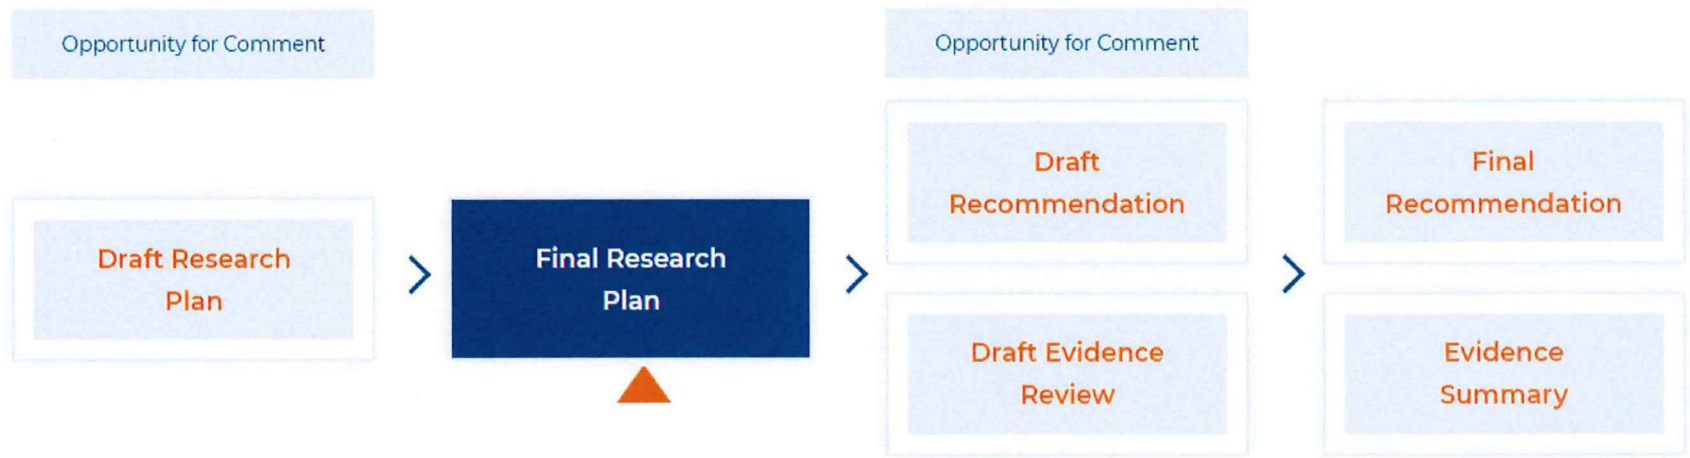 Opportunity for Comment
Draft Research
Plan
Final Research
Plan
Opportunity for Comment
Draft
Recommendation
Draft Evidence
Review
Final
Recommendation
Evidence
Summary